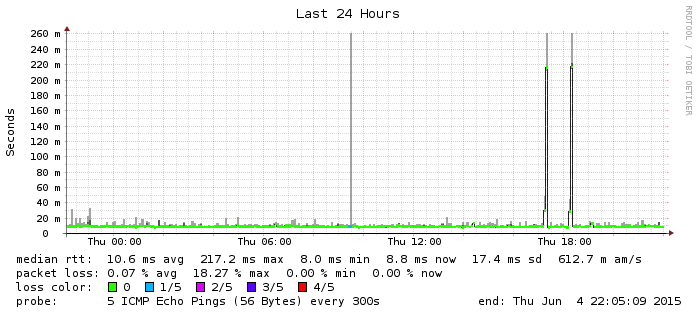 Last 24 Hours
RRDTOOL / TOBI OETIKER
Seconds
260 m
240 m
220 m
200 m
180 m
160 m
140 m
120 m
100 m
80 m
60 m
40 m
20 m
0
Thu 00:00 Thu 06:00 Thu 12:00 Thu 18:00
median rtt: 10.6 ms avg 217.2 ms max 8.0 ms min 8.8 ms now 17.4 ms sd 612.7 m am/s
packet loss: 0.07 % avg 18.27 % max 0.00 % min 0.00 % now
loss color: 0 1/5 2/5 3/5 4/5
probe: 5 ICMP Echo Pings (56 Bytes) every 300s end: Thu Jun 4 22:05:09 2015